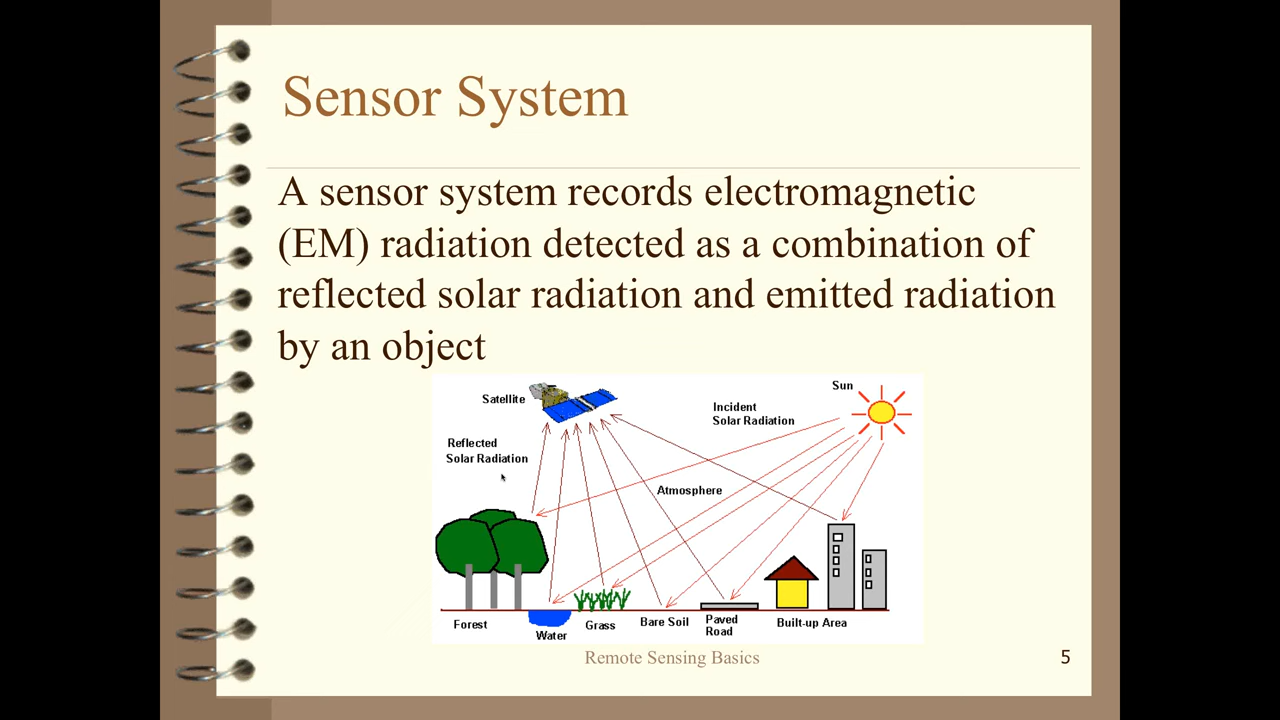 Sensor System
A sensor system records electromagnetic
(EM) radiation detected as a combination of
reflected solar radiation and emitted radiation
by an object
Satellite
Sun
Incident
Solar Radiation
Reflected
Solar Radiation
Atmosphere
Forest
Water
Grass
Bare Soil
Paved
Road
Built-up Area
Remote Sensing Basics
5